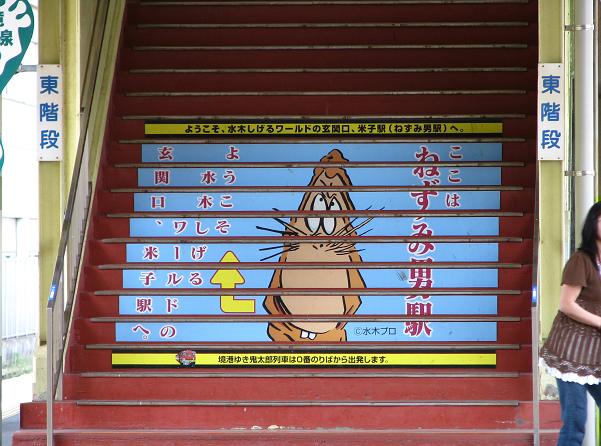 東階段
東階段
ようこそ、水木しげるワールドの玄関口、米子駅(ねずみ男駅)へ。
ここは
ねずみ男駅
ようこそ
水木しげるワールドの
玄関口、米子駅へ。
©水木プロ
境港ゆき鬼太郎列車は0番のりばから出発します。